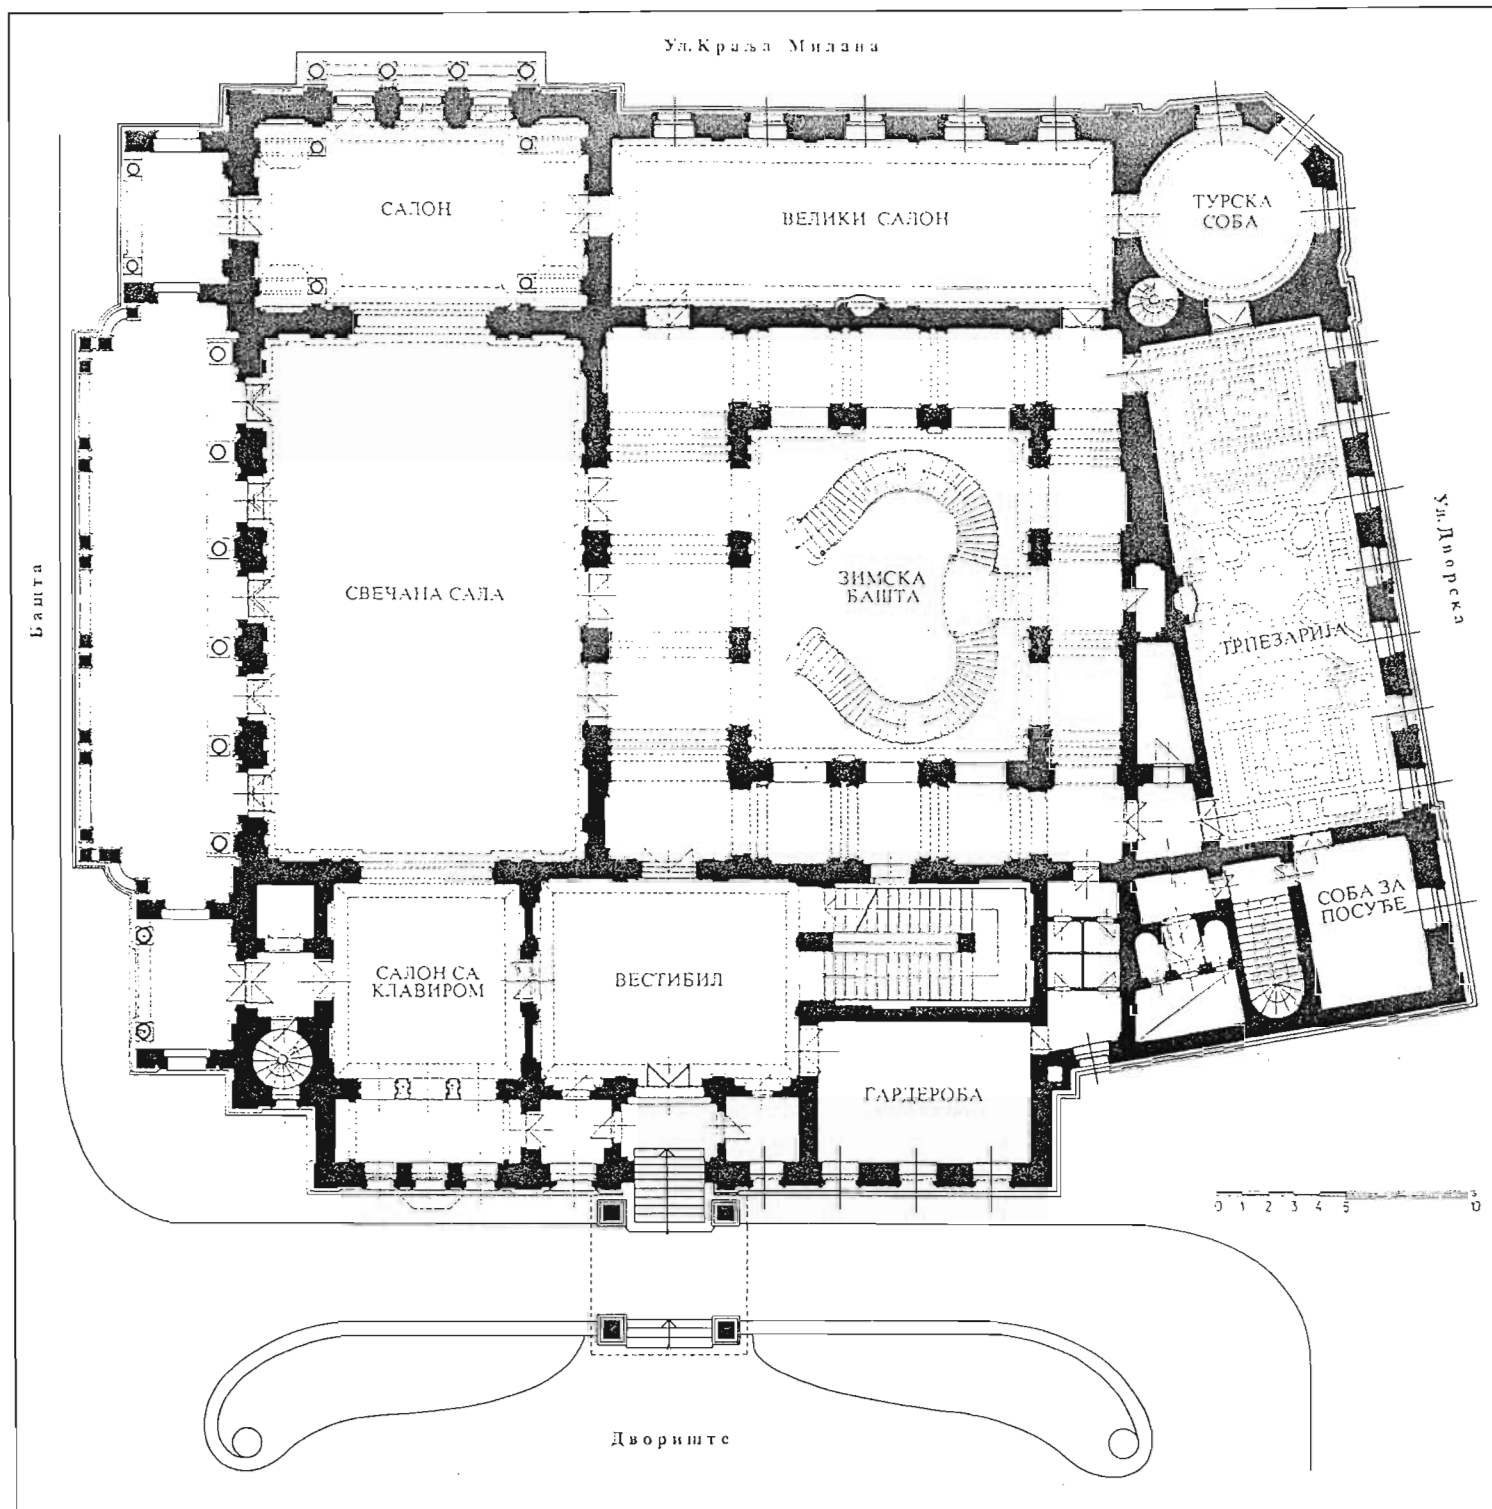 Ул. Краља Милана
САЛОН
ВЕЛИКИ САЛОН
ТУРСКА
СОБА
Башта
СВЕЧАНА САЛА
ЗИМСКА
БАШТА
ТРПЕЗАРИЈА
Ул. Дворска
СОБА ЗА
ПОСУЂЕ
САЛОН СА
КЛАВИРОМ
ВЕСТИБИЛ
ГАРДЕРОБА
0 1 2 3 4 5 10
Двориште